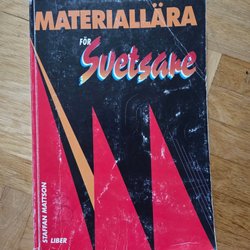 MATERIALLÄRA
FÖR
Svetsare
STAFFAN MATTSON
LIBER